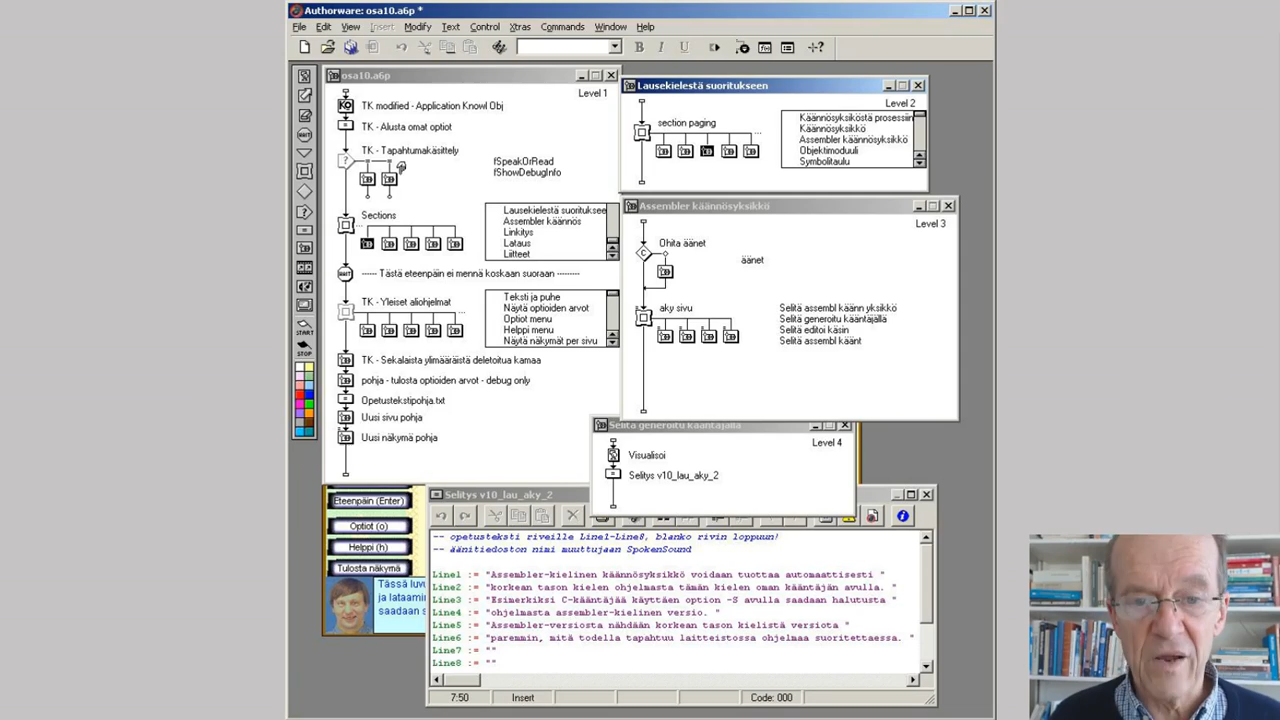 Authorware: osa10.a6p *
File Edit View Insert Modify Text Control Xtras Commands Window Help
B I U
osa10.a6p
Level 1
TK modified - Application Knowl Obj
TK - Alusta omat optiot
TK - Tapahtumakäsittely
fSpeakOrRead
fShowDebugInfo
Sections
Lausekielestä suoritukseen
Assembler käännös
Linkitys
Lataus
Liitteet
WAIT
------ Tästä eteenpäin ei mennä koskaan suoraan ---------
TK - Yleiset aliohjelmat
Teksti ja puhe
Näytä optioiden arvot
Optiot menu
Helppi menu
Näytä näkymät per sivu
TK - Sekalaista ylimääräistä deletoitua kamaa
pohja - tulosta optioiden arvot - debug only
Opetustekstipohja.txt
Uusi sivu pohja
Uusi näkymä pohja
WAIT
START
STOP
Lausekielestä suoritukseen
Level 2
section paging
Käännösyksiköstä prosessiin
Käännösyksikkö
Assembler käännösyksikkö
Objektimoduuli
Symbolitaulu
Assembler käännösyksikkö
Level 3
Ohita äänet
äänet
aky sivu
Selitä assembl käänn yksikkö
Selitä generoitu kääntäjällä
Selitä editoi käsin
Selitä assembl käänt
Selitä generoitu kääntäjällä
Level 4
Visualisoi
Selitys v10_lau_aky_2
Eteenpäin (Enter)
Optiot (o)
Helppi (h)
Tulosta näkymä
Tässä luvu
ja lataamin
saadaan s
Selitys v10_lau_aky_2
-- opetusteksti riveille Line1-Line8, blanko rivin loppuun!
-- äänitiedoston nimi muuttujaan SpokenSound
Line1 := "Assembler-kielinen käännösyksikkö voidaan tuottaa automaattisesti "
Line2 := "korkean tason kielen ohjelmasta tämän kielen oman kääntäjän avulla. "
Line3 := "Esimerkiksi C-kääntäjää käyttäen option -S avulla saadaan halutusta "
Line4 := "ohjelmasta assembler-kielinen versio. "
Line5 := "Assembler-versiosta nähdään korkean tason kielistä versiota "
Line6 := "paremmin, mitä todella tapahtuu laitteistossa ohjelmaa suoritettaessa. "
Line7 := ""
Line8 := ""
7:50 Insert Code: 000